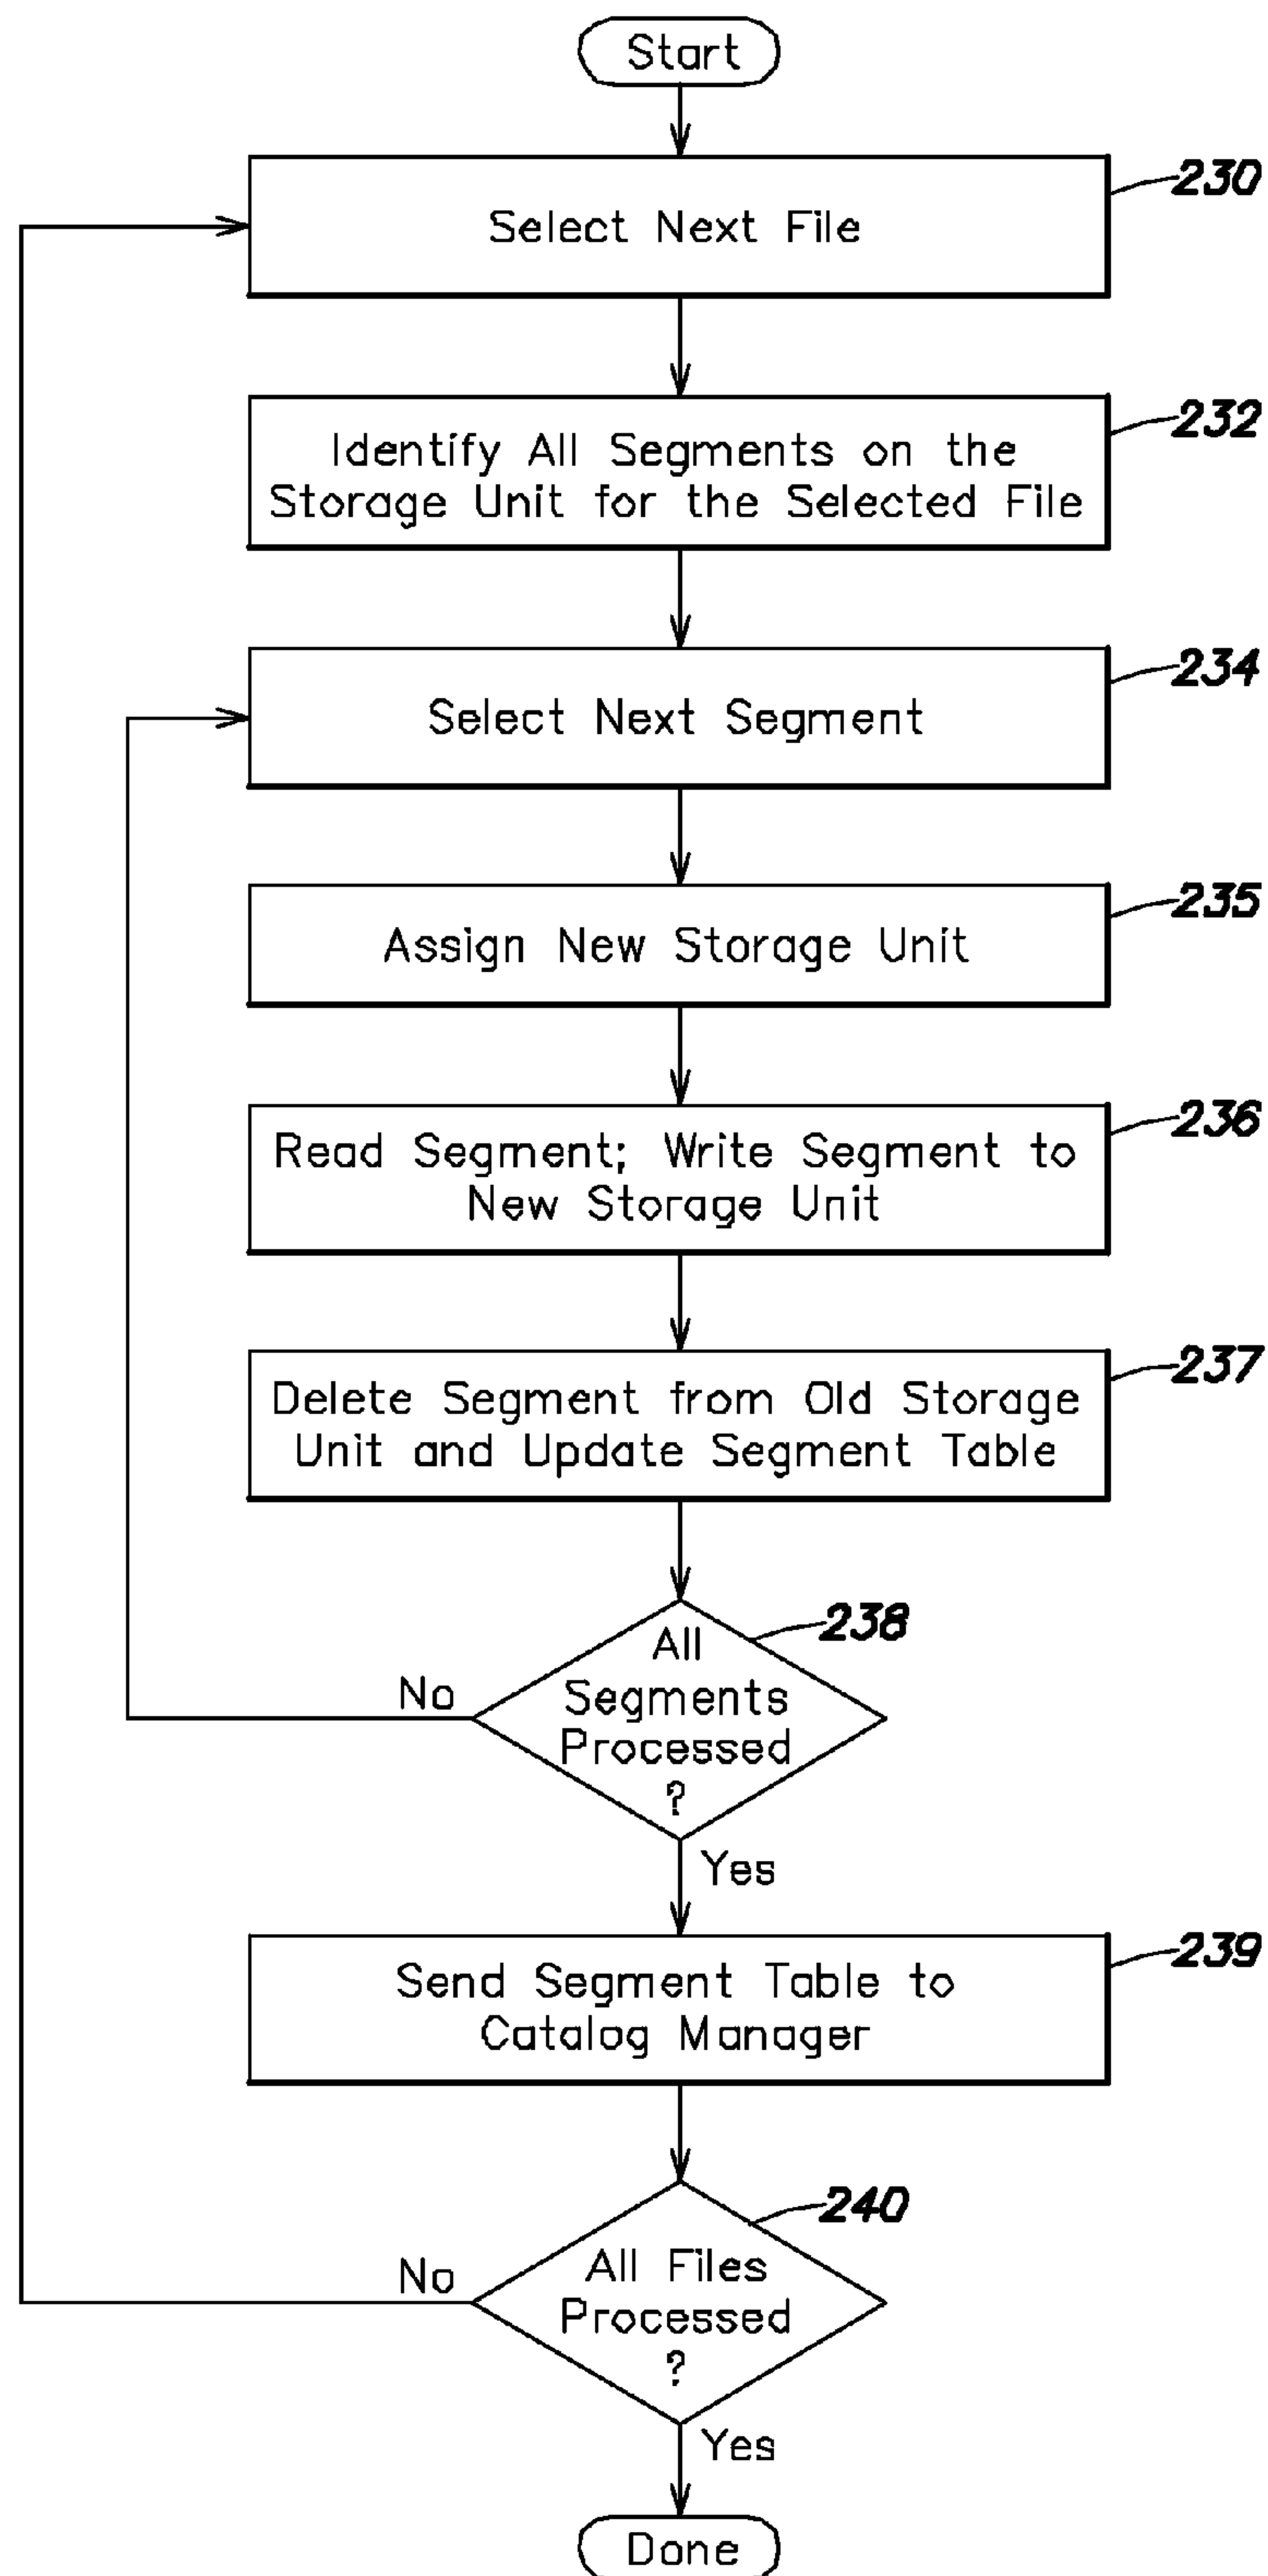 Start
230
Select Next File
232
Identify All Segments on the
Storage Unit for the Selected File
234
Select Next Segment
235
Assign New Storage Unit
236
Read Segment; Write Segment to
New Storage Unit
237
Delete Segment from Old Storage
Unit and Update Segment Table
238
All
Segments
Processed
?
No
Yes
239
Send Segment Table to
Catalog Manager
240
All Files
Processed
?
No
Yes
Done